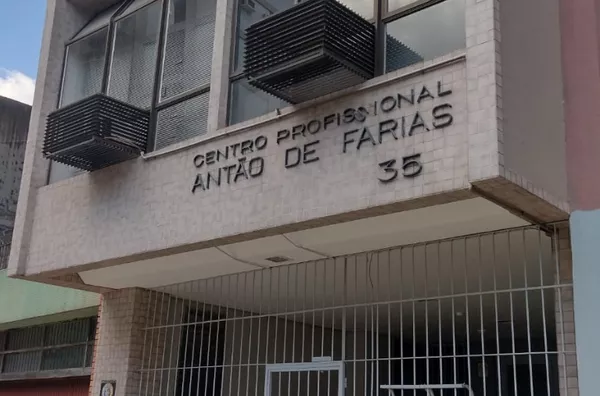 CENTRO PROFISSIONAL
ANTÃO DE FARIAS
35